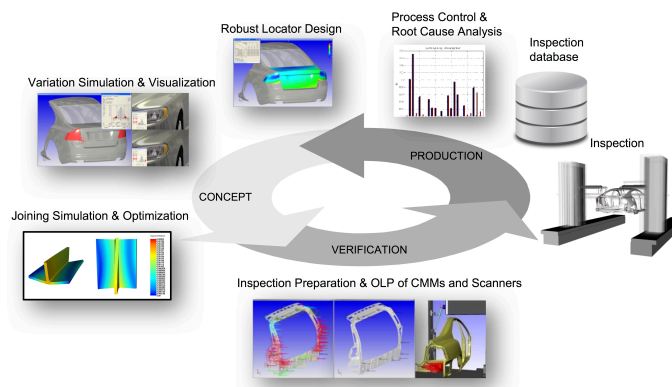 Robust Locator Design
Process Control &
Root Cause Analysis
Inspection
database
Variation Simulation & Visualization
Inspection
PRODUCTION
CONCEPT
Joining Simulation & Optimization
VERIFICATION
Inspection Preparation & OLP of CMMs and Scanners